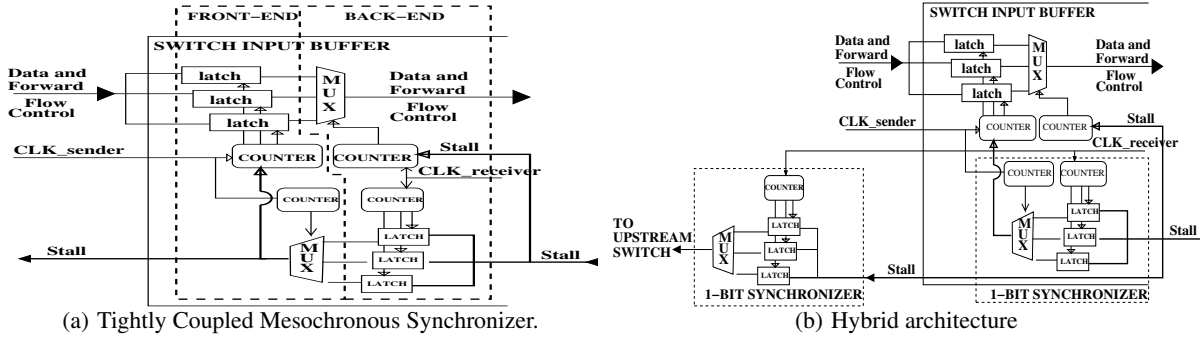 FRONT−END
BACK−END
SWITCH INPUT BUFFER
Data and
Forward
Flow
Control
latch
latch
latch
M
U
X
Data and
Forward
Flow
Control
CLK_sender
COUNTER
COUNTER
Stall
CLK_receiver
COUNTER
COUNTER
LATCH
LATCH
LATCH
M
U
X
Stall
Stall
(a) Tightly Coupled Mesochronous Synchronizer.
SWITCH INPUT BUFFER
Data and
Forward
Flow
Control
latch
latch
latch
M
U
X
Data and
Forward
Flow
Control
CLK_sender
COUNTER
COUNTER
Stall
CLK_receiver
COUNTER
COUNTER
COUNTER
LATCH
LATCH
LATCH
M
U
X
TO
UPSTREAM
SWITCH
LATCH
LATCH
LATCH
M
U
X
Stall
Stall
1−BIT SYNCHRONIZER
1−BIT SYNCHRONIZER
(b) Hybrid architecture